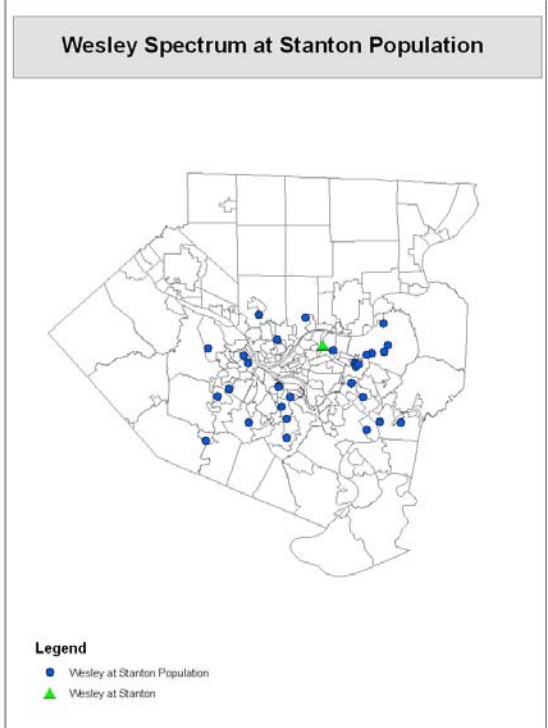 Wesley Spectrum at Stanton Population
Legend
Wesley at Stanton Population
Wesley at Stanton